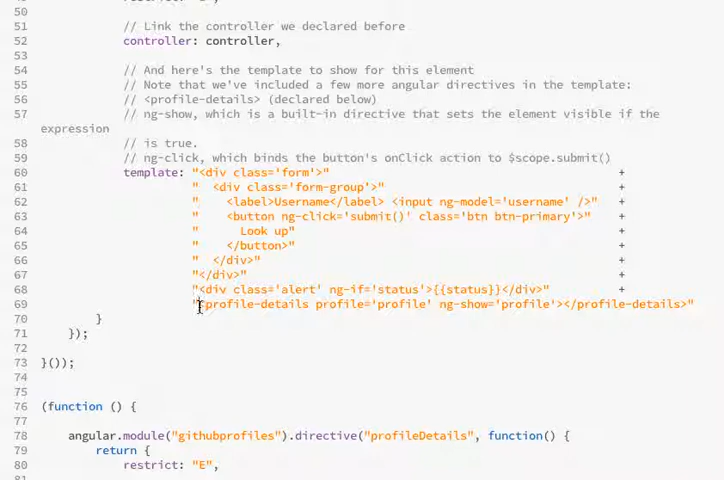 50
51 // Link the controller we declared before
52 controller: controller,
53
54 // And here's the template to show for this element
55 // Note that we've included a few more angular directives in the template:
56 // <profile-details> (declared below)
57 // ng-show, which is a built-in directive that sets the element visible if the
expression
58 // is true.
59 // ng-click, which binds the button's onClick action to $scope.submit()
60 template: "<div class='form'>" +
61 "  <div class='form-group'>" +
62 "    <label>Username</label> <input ng-model='username' />" +
63 "    <button ng-click='submit()' class='btn btn-primary'>" +
64 "      Look up" +
65 "    </button>" +
66 "  </div>" +
67 "</div>" +
68 "<div class='alert' ng-if='status'>{{status}}</div>" +
69 "<profile-details profile='profile' ng-show='profile'></profile-details>"
70 }
71 });
72
73 }());
74
75
76 (function () {
77
78 angular.module("githubprofiles").directive("profileDetails", function() {
79 return {
80 restrict: "E",